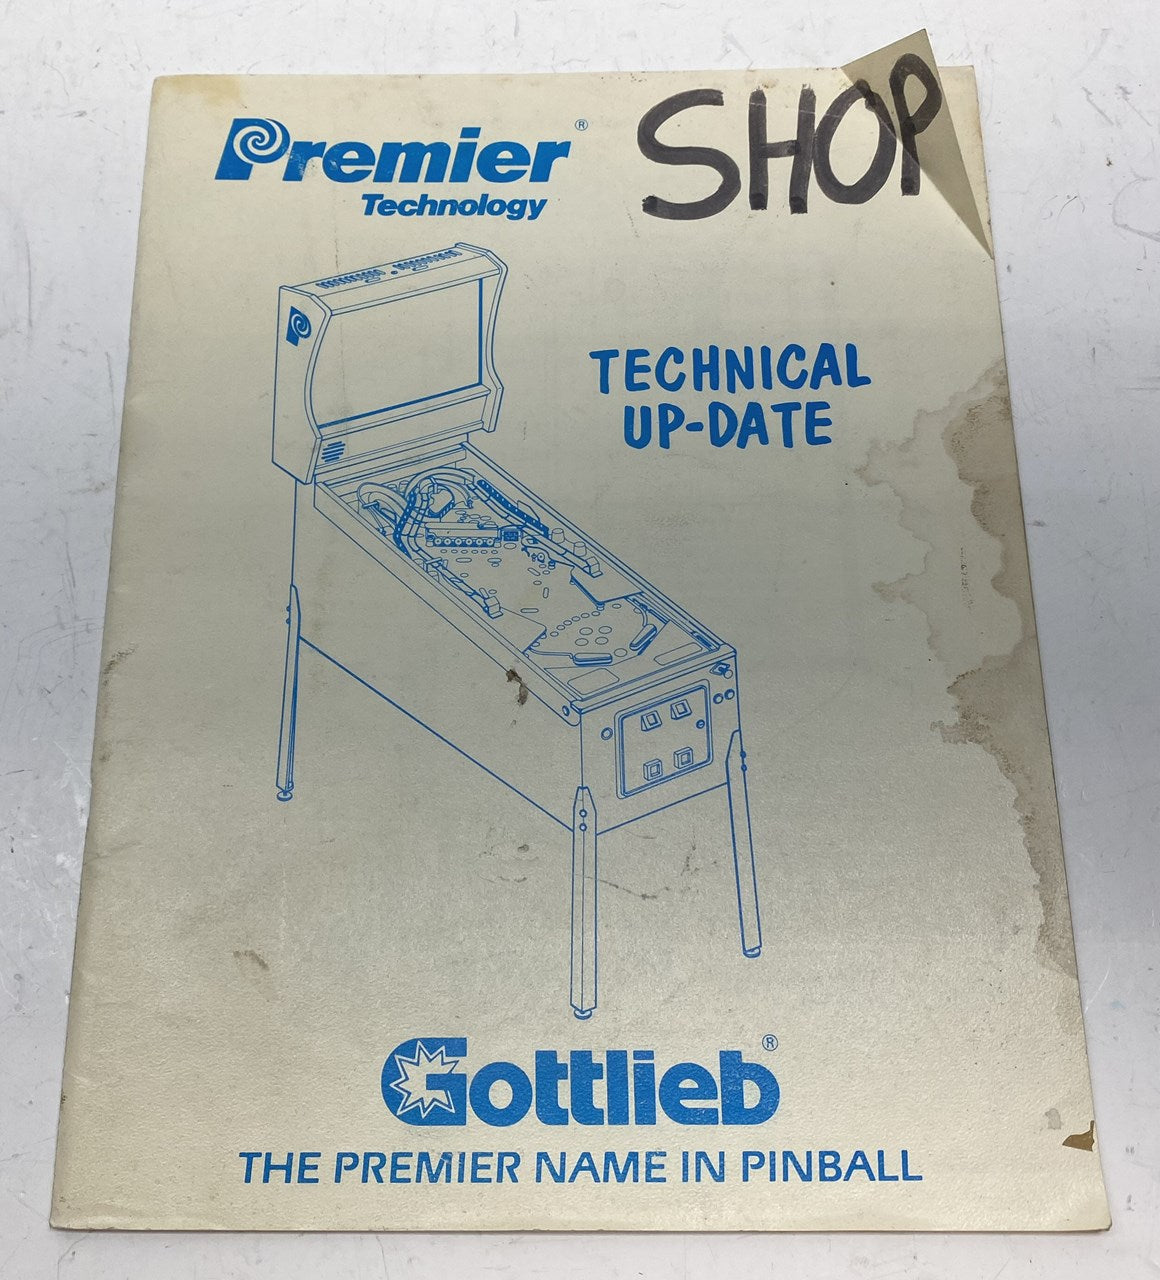 Premier®
Technology
SHOP
TECHNICAL
UP-DATE
Gottlieb®
THE PREMIER NAME IN PINBALL